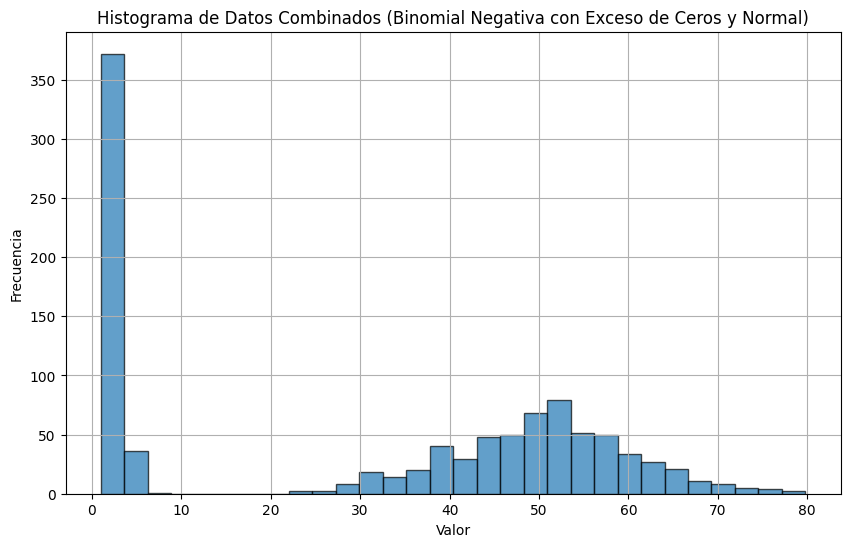 Histograma de Datos Combinados (Binomial Negativa con Exceso de Ceros y Normal)
350
300
250
200
150
100
50
0
Frecuencia
0 10 20 30 40 50 60 70 80
Valor